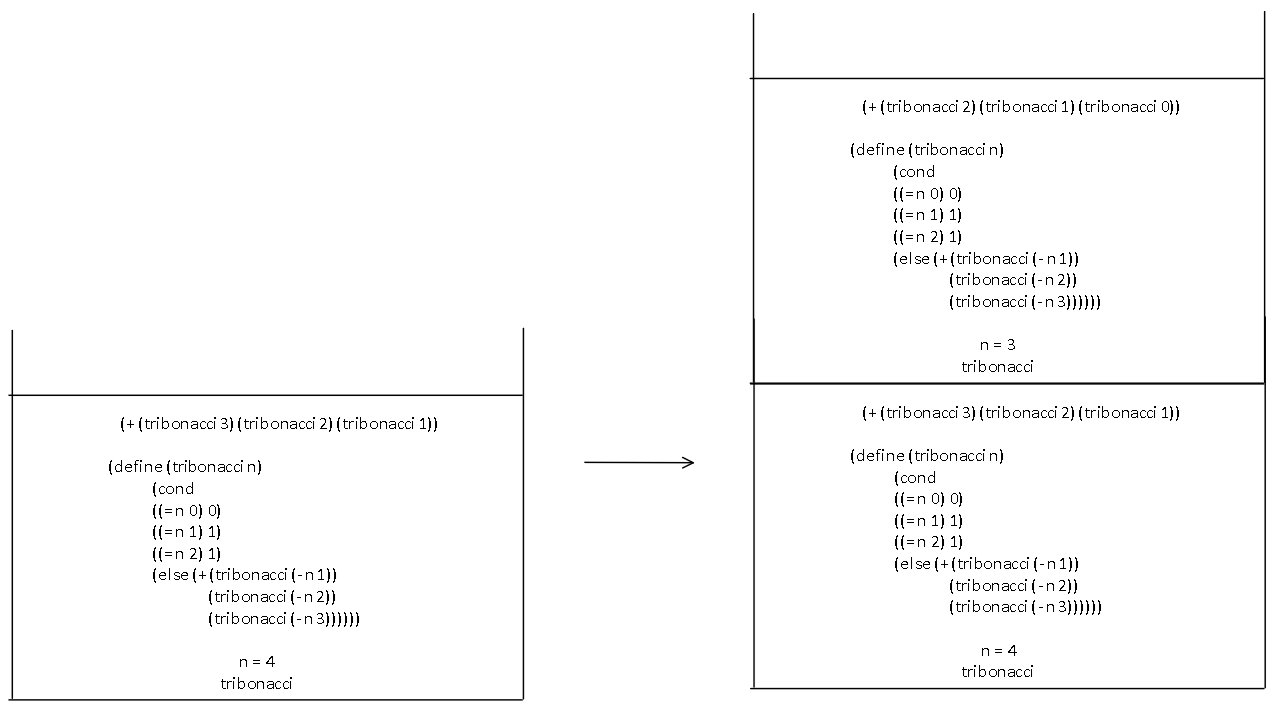 (+ (tribonacci 3) (tribonacci 2) (tribonacci 1))
(define (tribonacci n)
(cond
((= n 0) 0)
((= n 1) 1)
((= n 2) 1)
(else (+ (tribonacci (- n 1))
(tribonacci (- n 2))
(tribonacci (- n 3))))))
n = 4
tribonacci
(+ (tribonacci 2) (tribonacci 1) (tribonacci 0))
(define (tribonacci n)
(cond
((= n 0) 0)
((= n 1) 1)
((= n 2) 1)
(else (+ (tribonacci (- n 1))
(tribonacci (- n 2))
(tribonacci (- n 3))))))
n = 3
tribonacci
(+ (tribonacci 3) (tribonacci 2) (tribonacci 1))
(define (tribonacci n)
(cond
((= n 0) 0)
((= n 1) 1)
((= n 2) 1)
(else (+ (tribonacci (- n 1))
(tribonacci (- n 2))
(tribonacci (- n 3))))))
n = 4
tribonacci